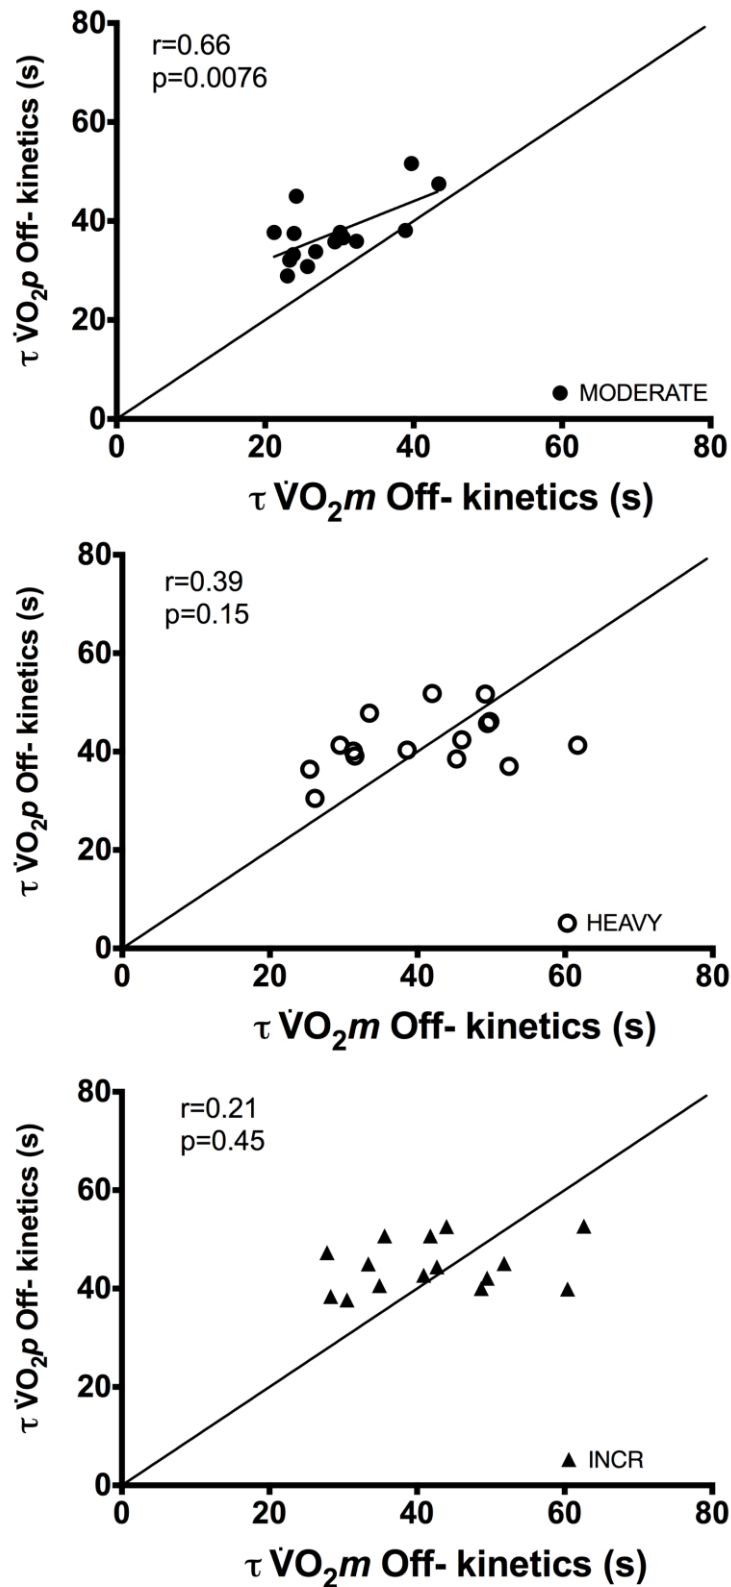 80
r=0.66
p=0.0076
60
τ V̇O₂p Off- kinetics (s)
40
20
● MODERATE
0
0 20 40 60 80
τ V̇O₂m Off- kinetics (s)
80
r=0.39
p=0.15
60
τ V̇O₂p Off- kinetics (s)
40
20
HEAVY
0
0 20 40 60 80
τ V̇O₂m Off- kinetics (s)
80
r=0.21
p=0.45
60
τ V̇O₂p Off- kinetics (s)
40
20
▲ INCR
0
0 20 40 60 80
τ V̇O₂m Off- kinetics (s)